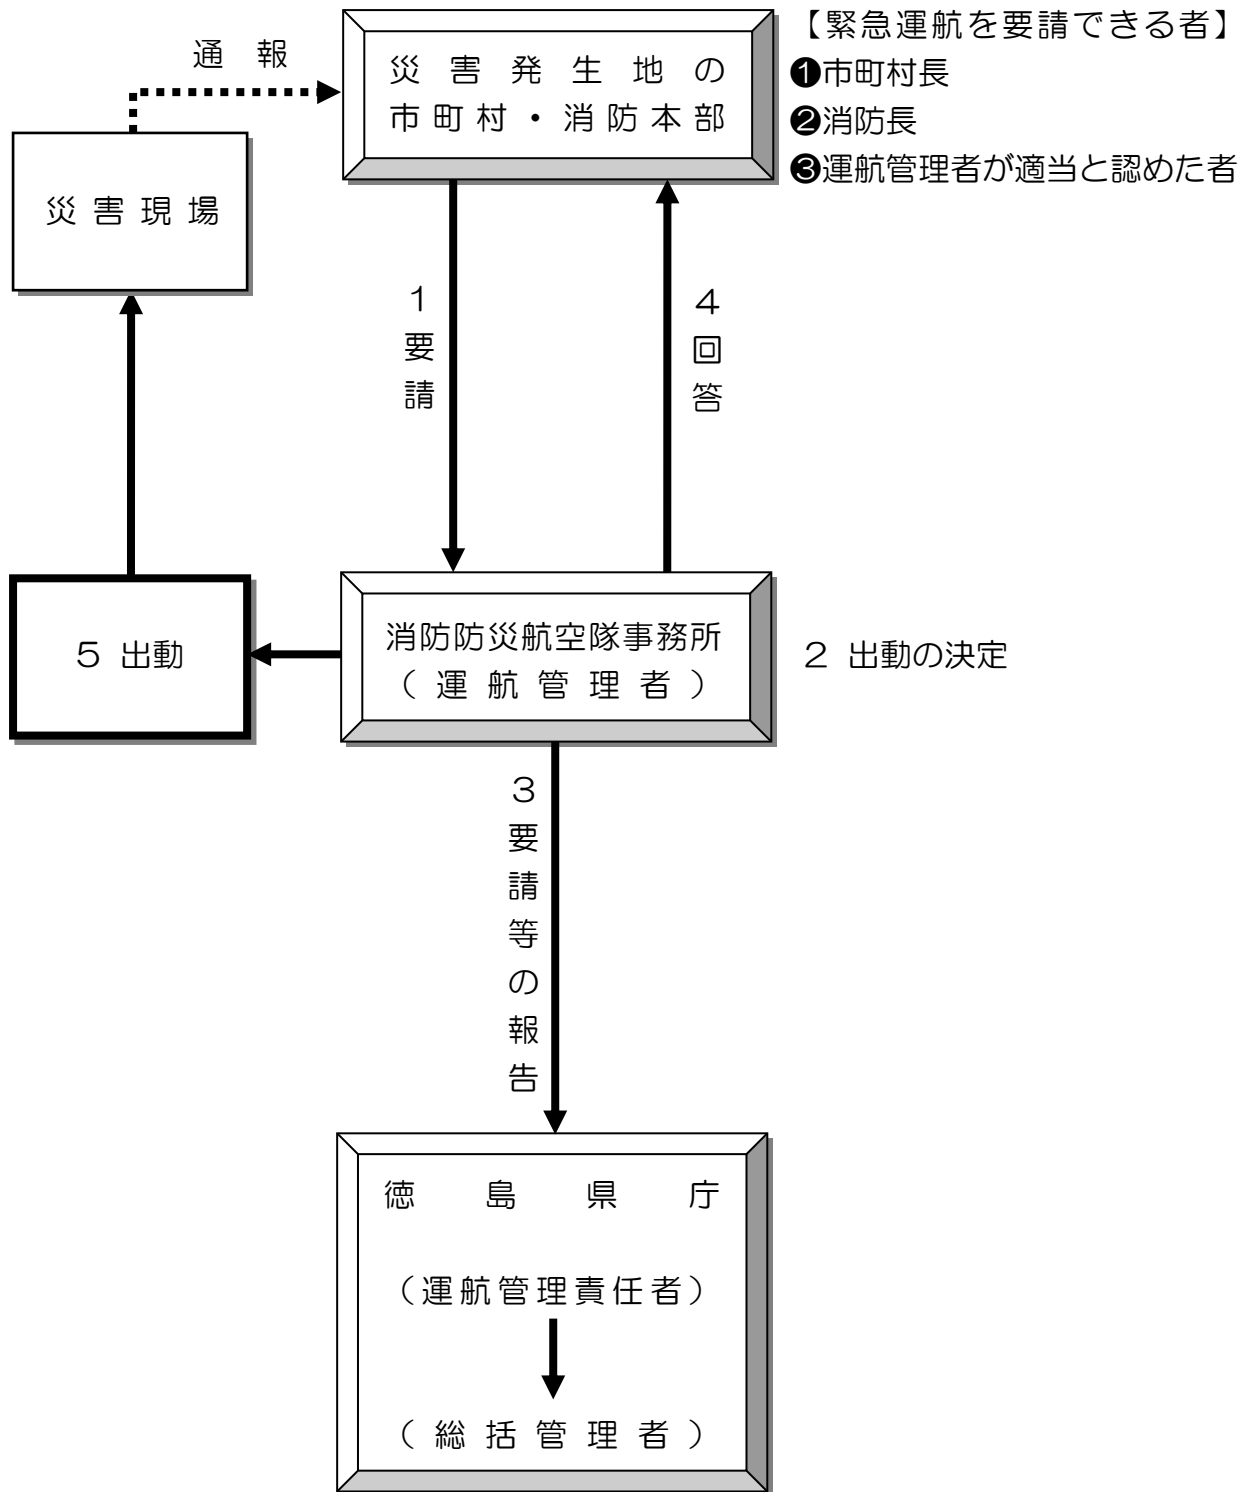 通 報
災害発生地の
市町村・消防本部
【緊急運航を要請できる者】
❶市町村長
❷消防長
❸運航管理者が適当と認めた者
災害現場
1要請
4回答
5 出動
消防防災航空隊事務所
(運航管理者)
2 出動の決定
3要請等の報告
徳島県庁
(運航管理責任者)
(総括管理者)